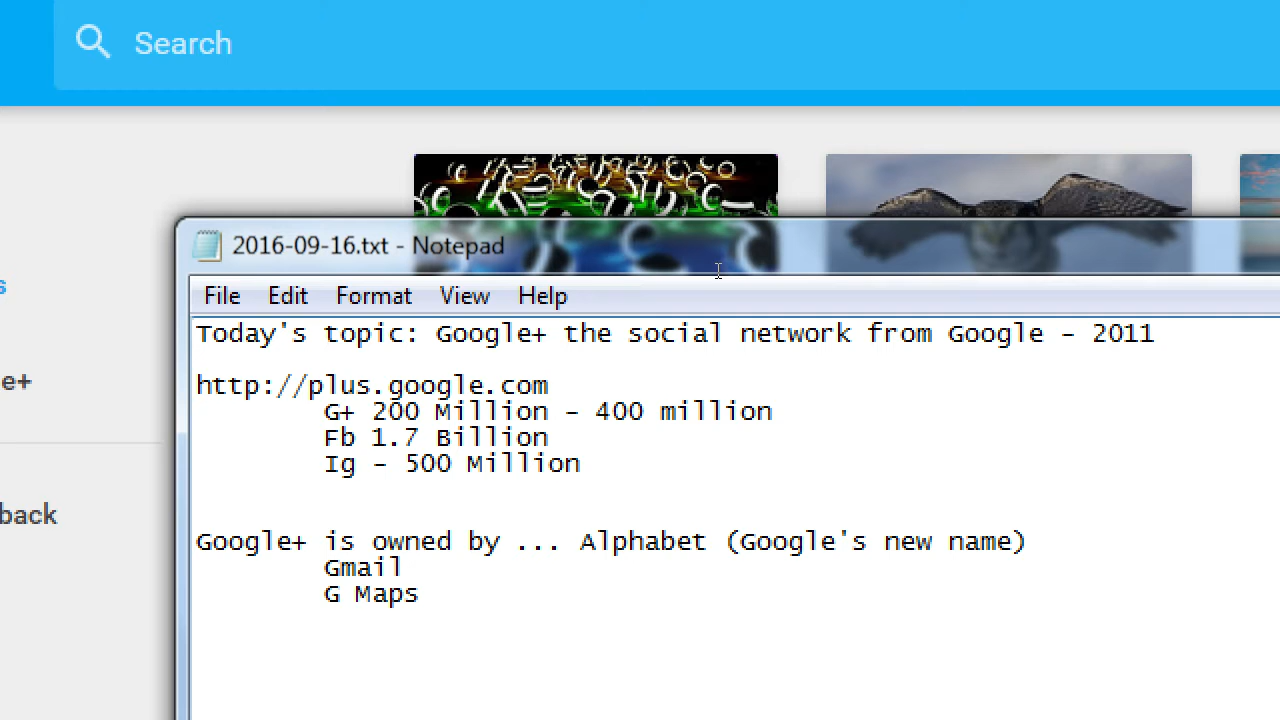 Search
2016-09-16.txt - Notepad
File Edit Format View Help
Today's topic: Google+ the social network from Google - 2011
http://plus.google.com
G+ 200 Million - 400 million
Fb 1.7 Billion
Ig - 500 Million
Google+ is owned by ... Alphabet (Google's new name)
Gmail
G Maps
s
e+
back